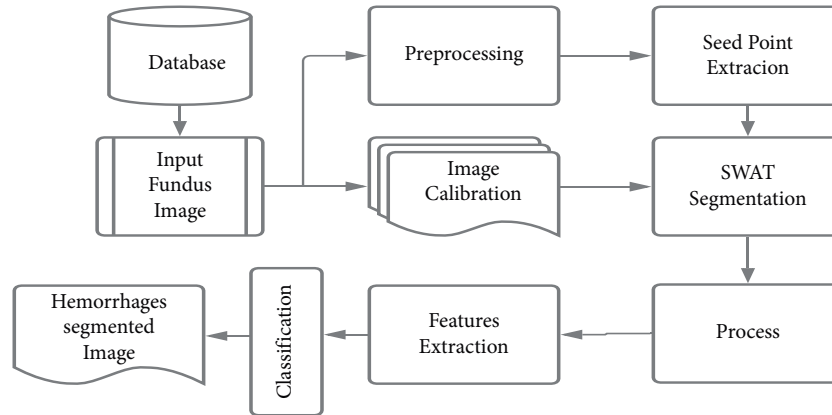 Database
Preprocessing
Seed Point
Extracion
Input
Fundus
Image
Image
Calibration
SWAT
Segmentation
Hemorrhages
segmented
Image
Classification
Features
Extraction
Process